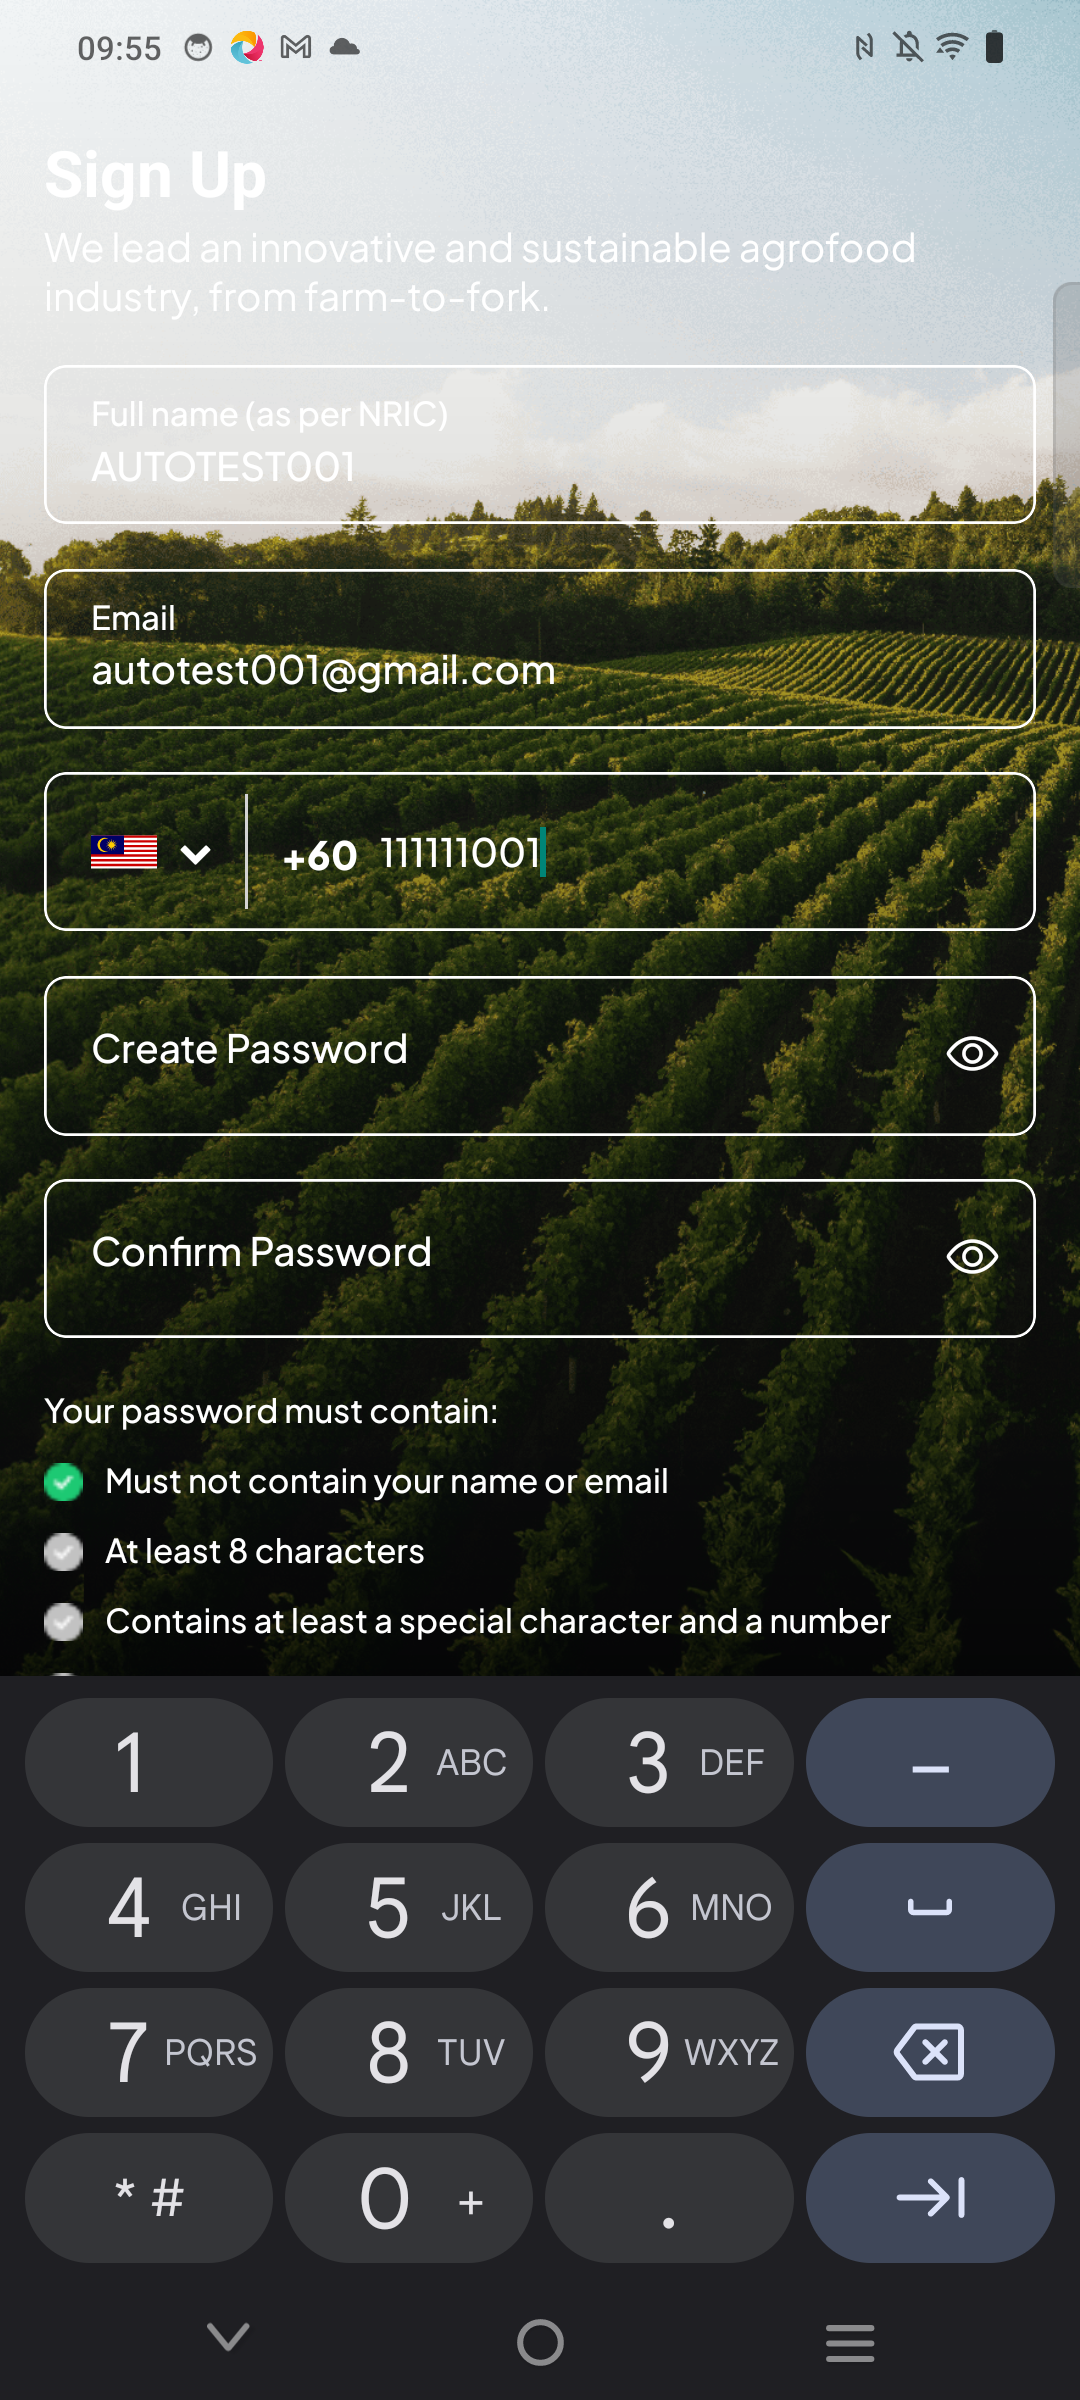 09:55
Sign Up
We lead an innovative and sustainable agrofood
industry, from farm-to-fork.
Full name (as per NRIC)
AUTOTEST001
Email
autotest001@gmail.com
+60 111111001
Create Password
Confirm Password
Your password must contain:
Must not contain your name or email
At least 8 characters
Contains at least a special character and a number
1 2 ABC 3 DEF –
4 GHI 5 JKL 6 MNO
7 PQRS 8 TUV 9 WXYZ
* # 0 + .